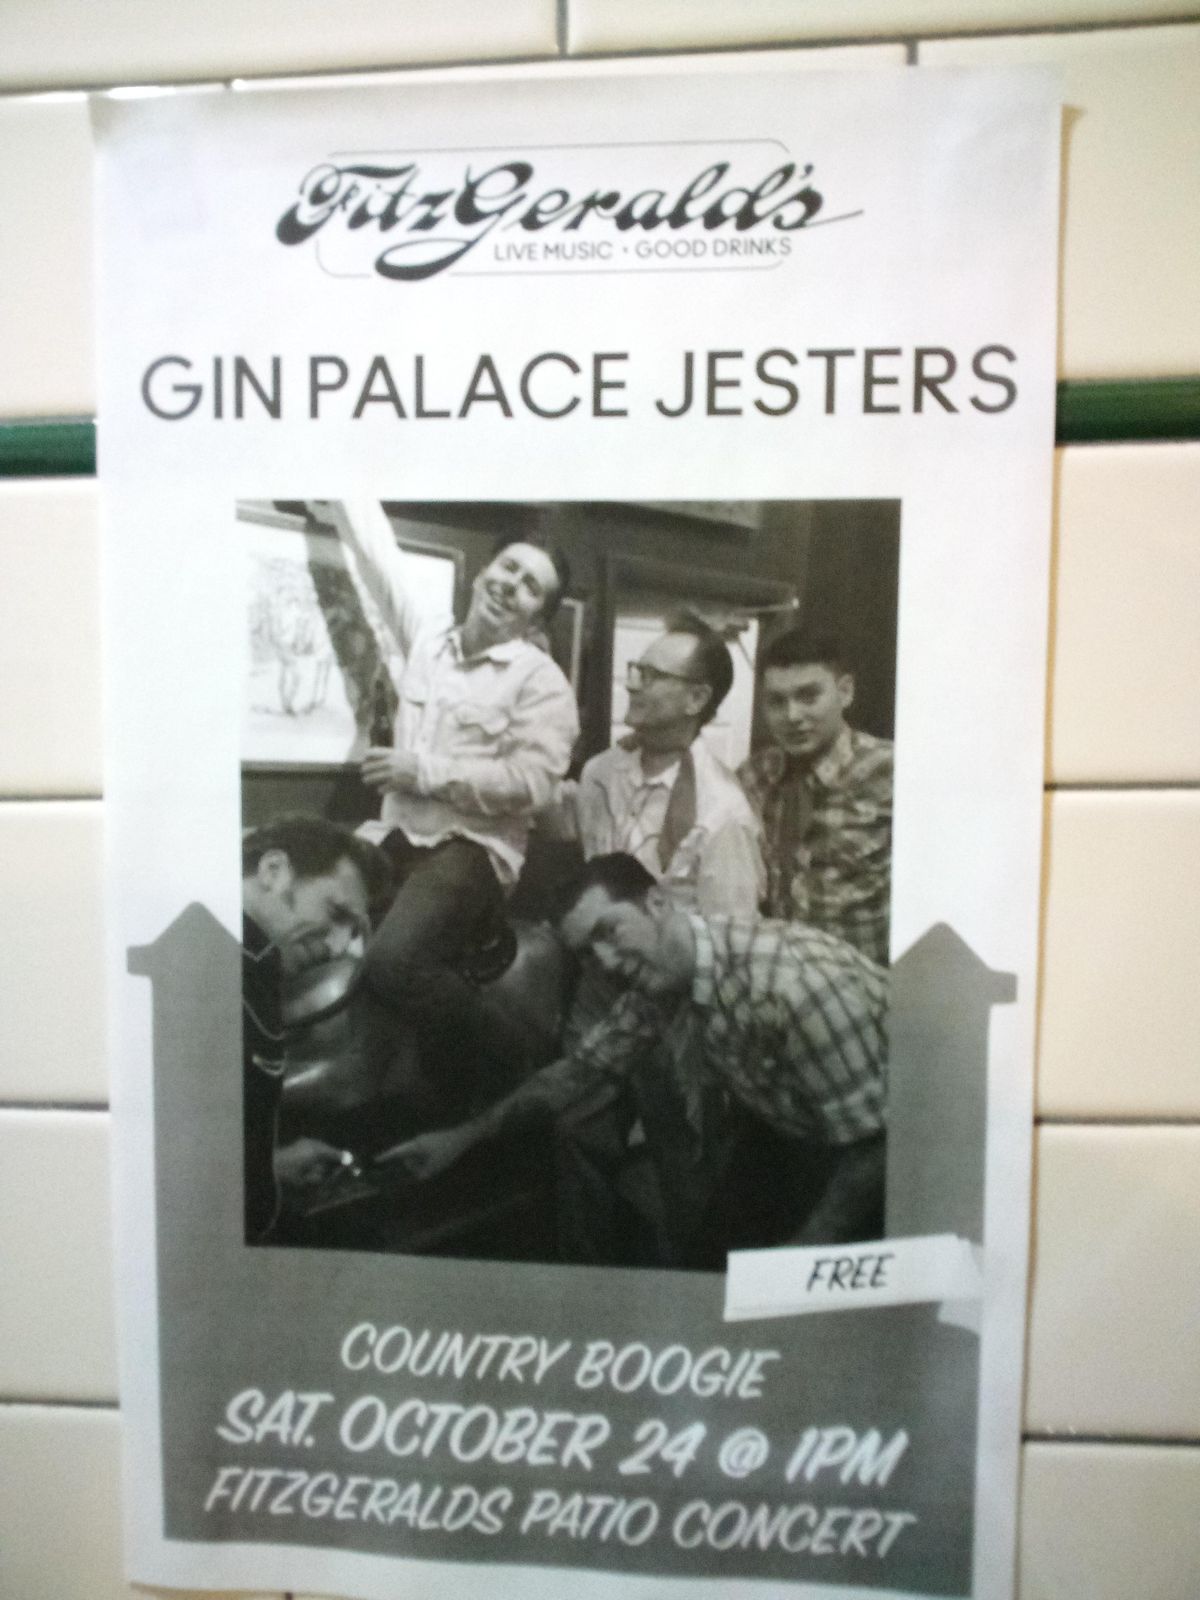 FitzGerald's
LIVE MUSIC • GOOD DRINKS
GIN PALACE JESTERS
FREE
COUNTRY BOOGIE
SAT. OCTOBER 24 @ 1PM
FITZGERALDS PATIO CONCERT